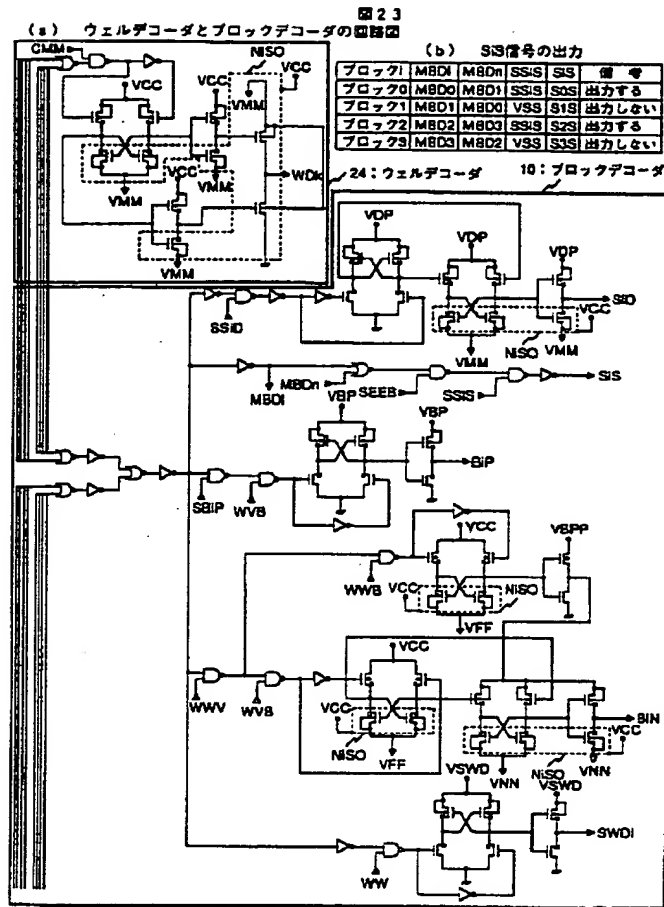 図23
(a) ウェルデコーダとブロックデコーダの回路図
(b) SiS信号の出力
ブロックi MBDi MBDn SSiS SiS 備考
ブロック0 MBD0 MBD1 SSiS S0S 出力する
ブロック1 MBD1 MBD0 VSS S1S 出力しない
ブロック2 MBD2 MBD3 SSiS S2S 出力する
ブロック3 MBD3 MBD2 VSS S3S 出力しない
CMM
NISO
VCC
VCC
VCC
VMM
WDk
VCC
VMM
VMM
VMM
24:ウェルデコーダ
10:ブロックデコーダ
VDP
VDP
VDP
SiD
VCC
SSiD
VMM
NiSO
VMM
MBDi
MBDn
SEEB
SSiS
SiS
VBP
VBP
BiP
SBiP
WVB
VCC
VBPP
WWB
VCC
NiSO
VFF
VCC
WWV
WVB
VCC
NiSO
VFF
BiN
VCC
VNN
NiSO
VNN
VSWD
VSWD
SWDi
WW